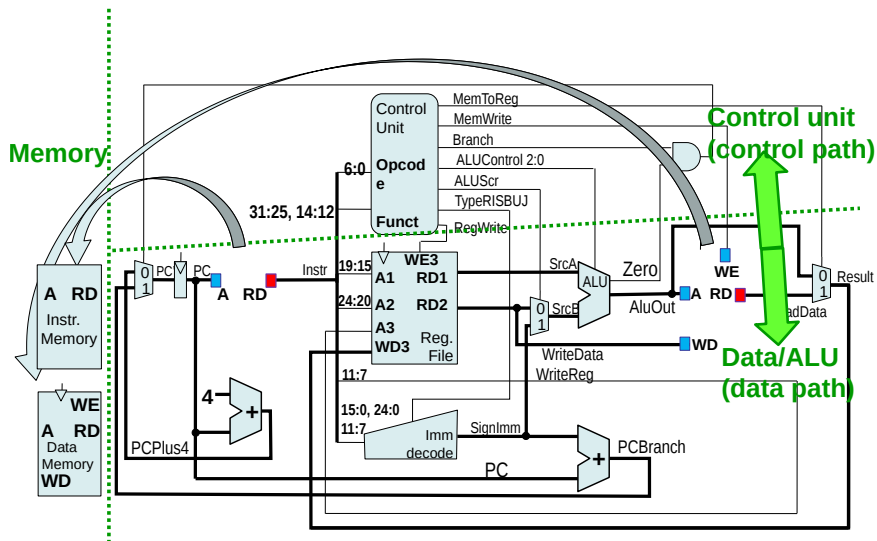 Control
Unit
Opcod
e
Funct
MemToReg
MemWrite
Branch
ALUControl 2:0
ALUScr
TypeRISBUJ
RegWrite
Control unit
(control path)
Memory
6:0
31:25, 14:12
A RD
Instr.
Memory
WE
A RD
Data
Memory
WD
0
1
PC
PC
A RD
Instr
19:15
24:20
A1
A2
A3
WD3
WE3
RD1
RD2
Reg.
File
SrcA
SrcB
0
1
ALU
Zero
AluOut
WE
A RD
WD
0
1
Result
adData
WriteData
WriteReg
Data/ALU
(data path)
11:7
15:0, 24:0
11:7
4
+
PCPlus4
Imm
decode
SignImm
PC
+
PCBranch